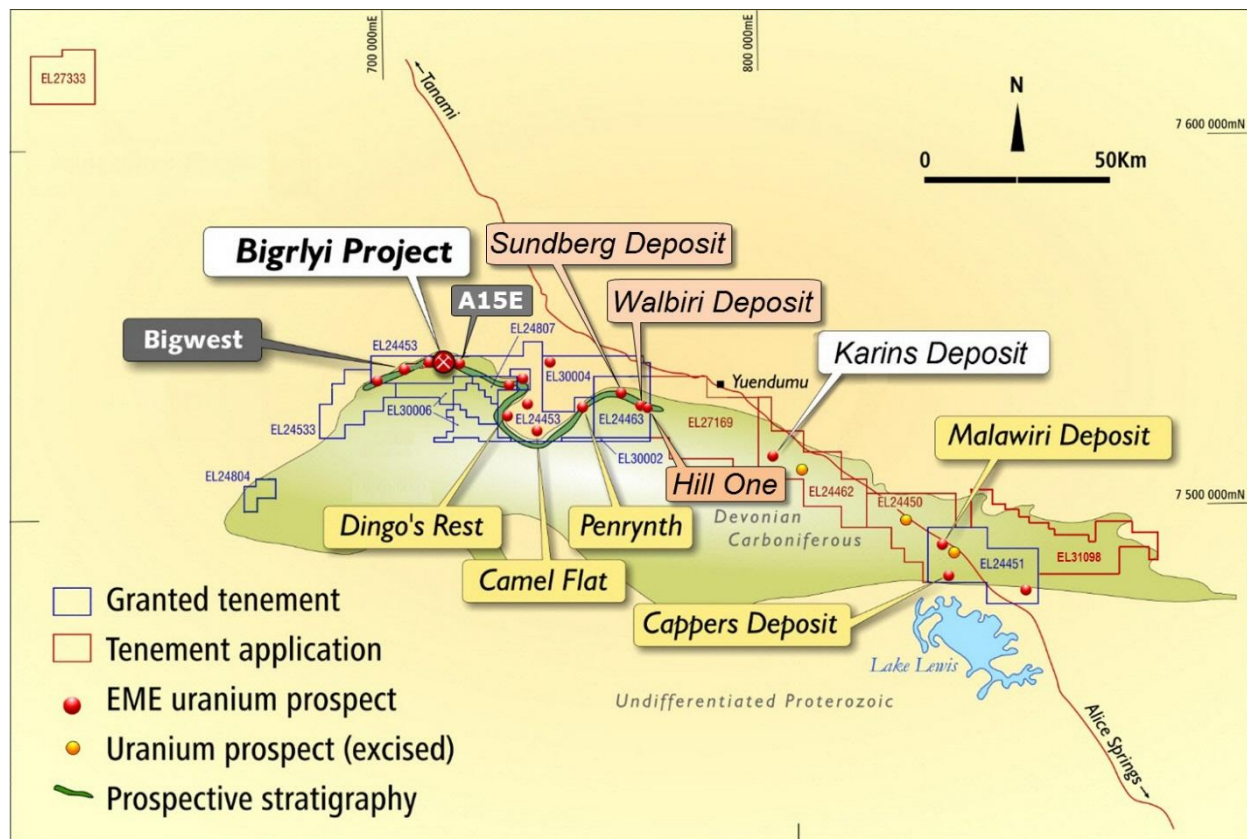 700 000mE
800 000mE
EL27333
Tanami
N
7 600 000mN
0
50Km
Bigrlyi Project
Sundberg Deposit
A15E
Walbiri Deposit
Bigwest
EL24453
EL24807
EL30004
Karins Deposit
Yuendumu
EL30006
EL24453
EL24463
EL27169
EL24533
Malawiri Deposit
EL30002
EL24804
Hill One
EL24462
EL24450
7 500 000mN
Dingo's Rest
Penrynth
Devonian
Carboniferous
EL24451
EL31098
Camel Flat
Granted tenement
Cappers Deposit
Tenement application
Lake Lewis
EME uranium prospect
Undifferentiated Proterozoic
Uranium prospect (excised)
Alice Springs
Prospective stratigraphy